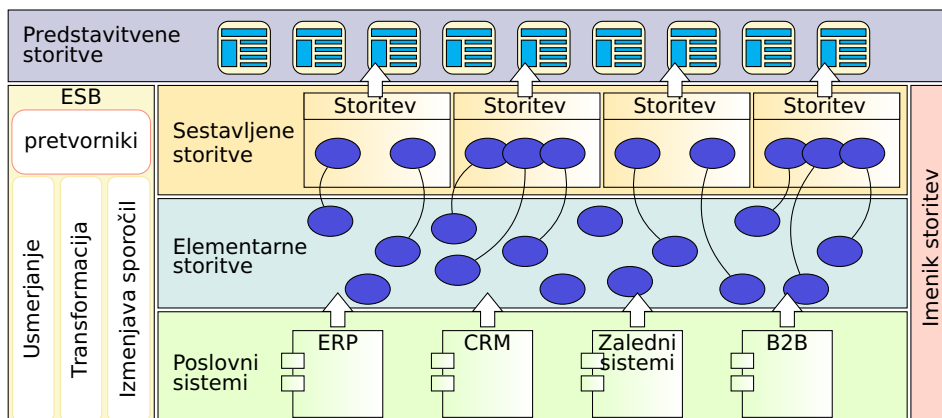 Predstavitvene
storitve
ESB
pretvorniki
Usmerjanje
Transformacija
Izmenjava sporočil
Sestavljene
storitve
Storitev
Storitev
Storitev
Storitev
Elementarne
storitve
Poslovni
sistemi
ERP
CRM
Zaledni
sistemi
B2B
Imenik storitev